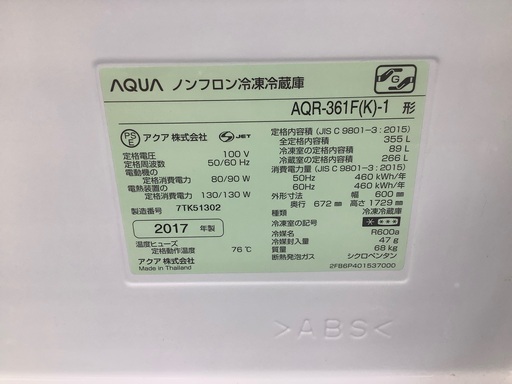 AQUA ノンフロン冷凍冷蔵庫
G
AQR-361F(K)-1 形
PS
E
アクア 株式会社
JET
定格電圧 100 V
定格周波数 50/60 Hz
電動機の
定格消費電力 80/90 W
電熱装置の
定格消費電力 130/130 W
製造番号 7TK51302
2017 年製
温度ヒューズ
定格動作温度 76℃
アクア 株式会社
Made in Thailand
定格内容積 (JIS C 9801-3 : 2015)
全定格内容積 355 L
冷凍室の定格内容積 89 L
冷蔵室の定格内容積 266 L
消費電力量 (JIS C 9801-3 : 2015)
50Hz 460 kWh/年
60Hz 460 kWh/年
外形寸法 幅 600 mm
奥行 672 mm 高さ 1729 mm
種類 冷凍冷蔵庫
冷凍室の記号
冷媒名 R600a
冷媒封入量 47 g
質量 68 kg
断熱発泡ガス シクロペンタン
2FB6P401537000
>ABS<